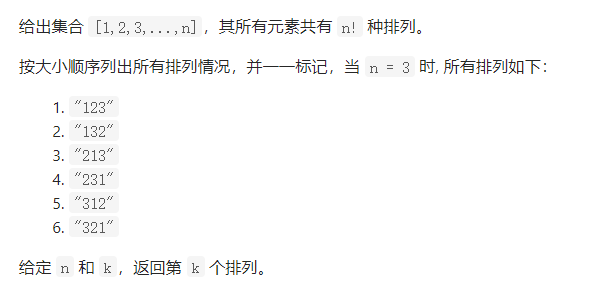 给出集合 [1,2,3,...,n]，其所有元素共有 n! 种排列。
按大小顺序列出所有排列情况，并一一标记，当 n = 3 时, 所有排列如下：
1. "123"
2. "132"
3. "213"
4. "231"
5. "312"
6. "321"
给定 n 和 k，返回第 k 个排列。